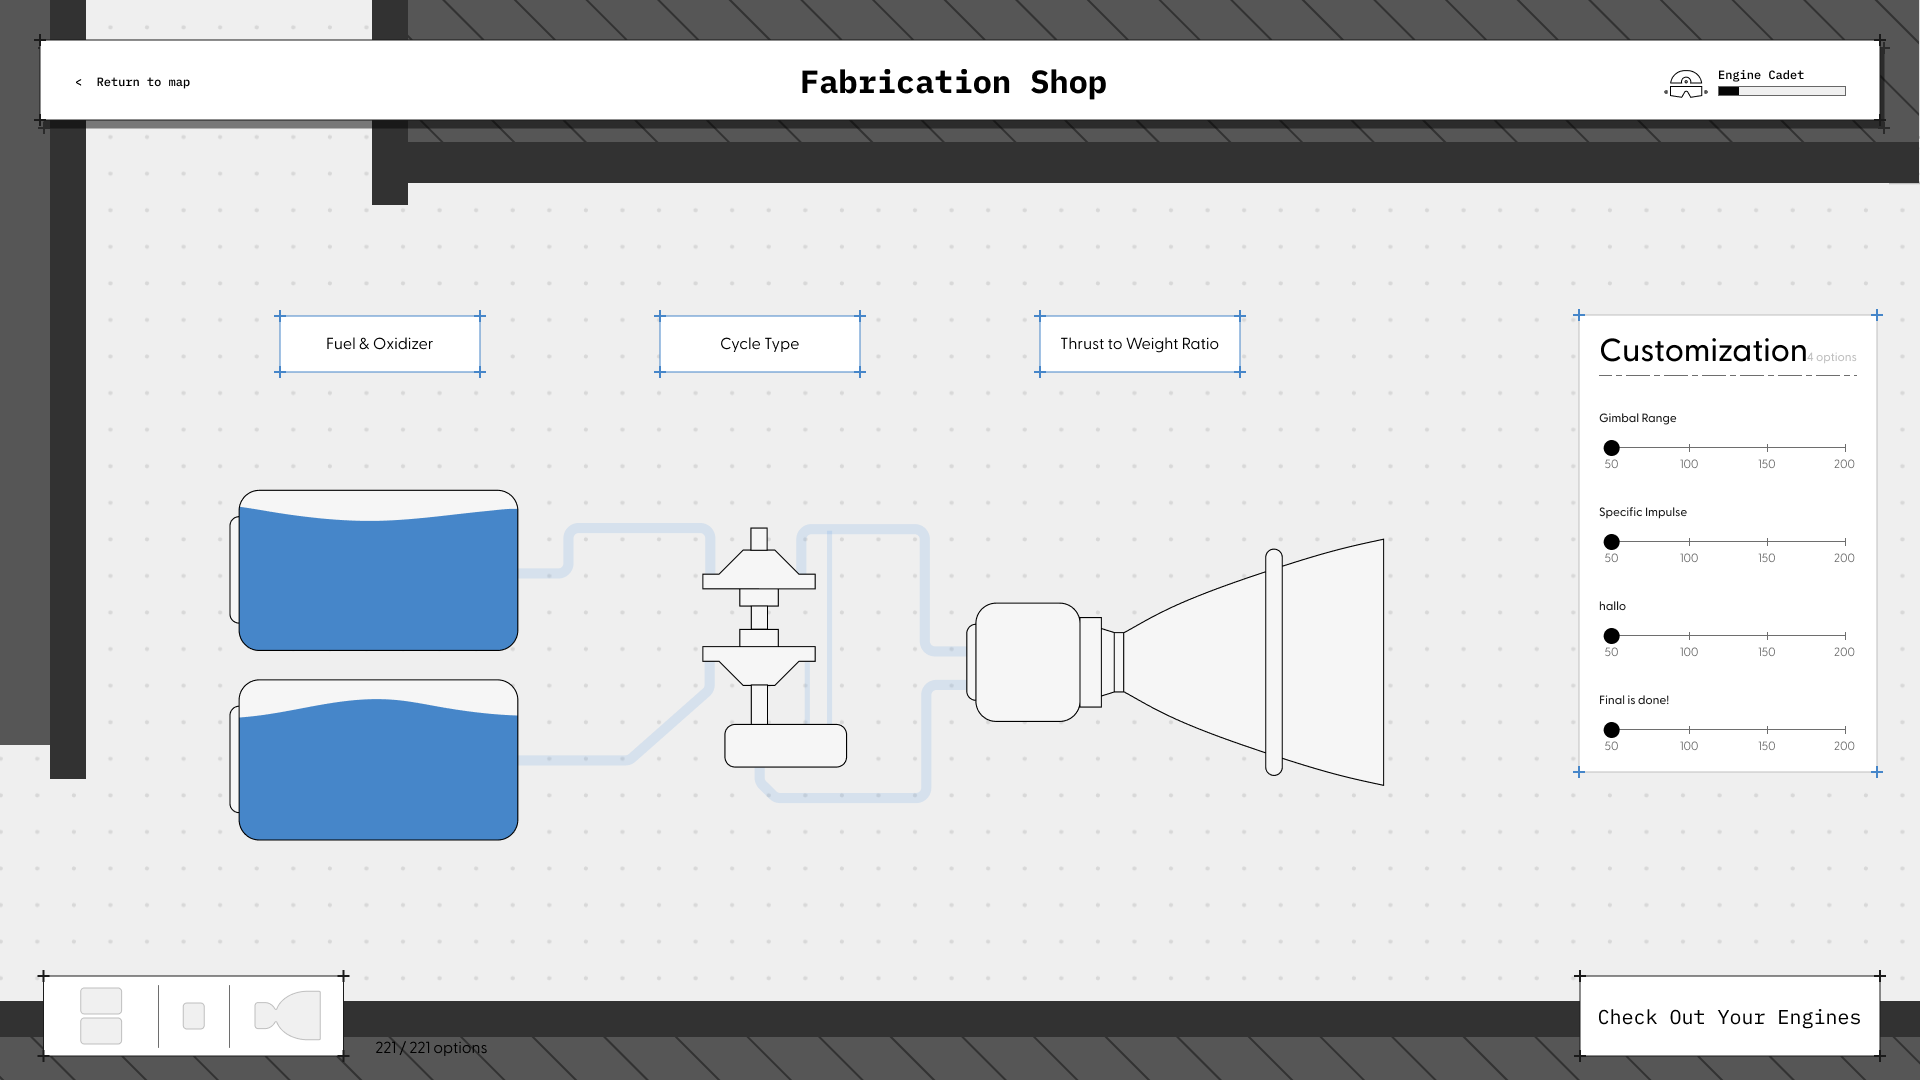 < Return to map
Fabrication Shop
Engine Cadet
Fuel & Oxidizer
Cycle Type
Thrust to Weight Ratio
Customization 4 options
Gimbal Range
50 100 150 200
Specific Impulse
50 100 150 200
hallo
50 100 150 200
Final is done!
50 100 150 200
221 / 221 options
Check Out Your Engines